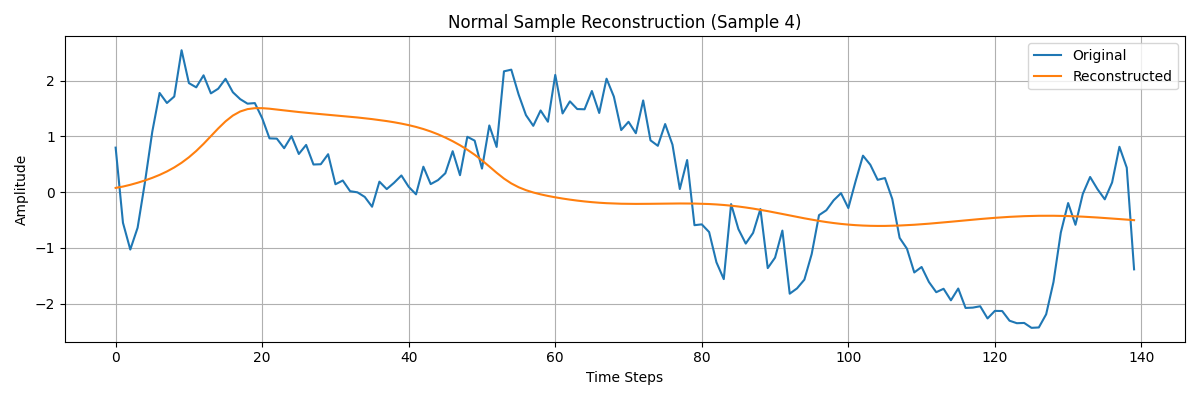 Normal Sample Reconstruction (Sample 4)
Original
Reconstructed
Amplitude
2
1
0
−1
−2
0 20 40 60 80 100 120 140
Time Steps